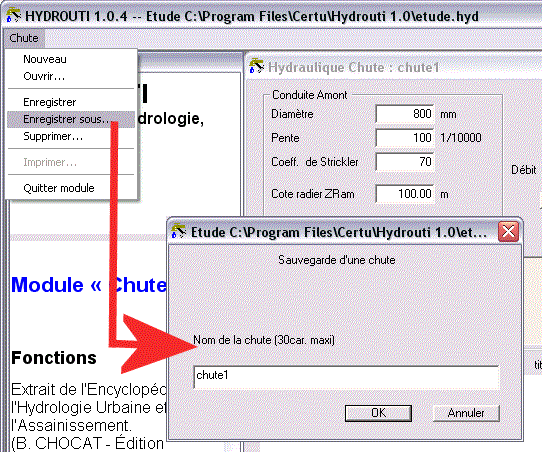 HYDROUTI 1.0.4 -- Etude C:\Program Files\Certu\Hydrouti 1.0\etude.hyd
Chute
Nouveau
Ouvrir...
Enregistrer
Enregistrer sous...
Supprimer...
Imprimer...
Quitter module
drologie,
Hydraulique Chute : chute1
Conduite Amont
Diamètre 800 mm
Pente 100 1/10000
Coeff. de Strickler 70
Débit
Cote radier ZRam 100.00 m
Etude C:\Program Files\Certu\Hydrouti 1.0\et...
Sauvegarde d'une chute
Nom de la chute (30car. maxi)
chute1
OK Annuler
tit
Module « Chute
Fonctions
Extrait de l'Encyclopéd
l'Hydrologie Urbaine et
l'Assainissement.
(B. CHOCAT - Édition